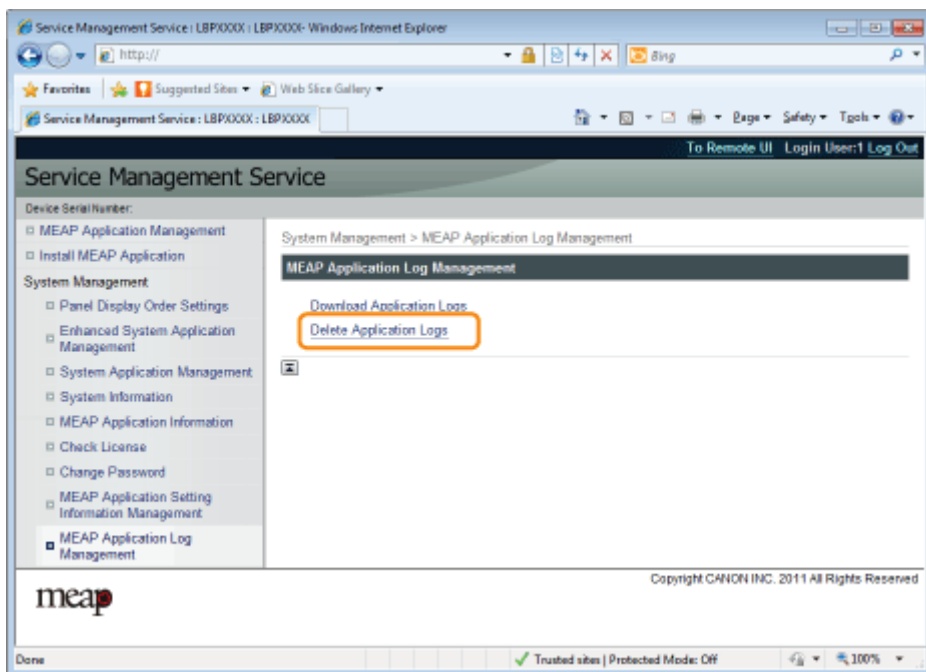 Service Management Service : LBPXXXX : LBPXXXX- Windows Internet Explorer
http://
Bing
Favorites Suggested Sites Web Slice Gallery
Service Management Service : LBPXXXX : LBPXXXX
Page Safety Tools
To Remote UI Login User:1 Log Out
Service Management Service
Device Serial Number:
MEAP Application Management
Install MEAP Application
System Management
Panel Display Order Settings
Enhanced System Application
Management
System Application Management
System Information
MEAP Application Information
Check License
Change Password
MEAP Application Setting
Information Management
MEAP Application Log
Management
System Management > MEAP Application Log Management
MEAP Application Log Management
Download Application Logs
Delete Application Logs
meap
Copyright CANON INC. 2011 All Rights Reserved
Done
Trusted sites | Protected Mode: Off
100%